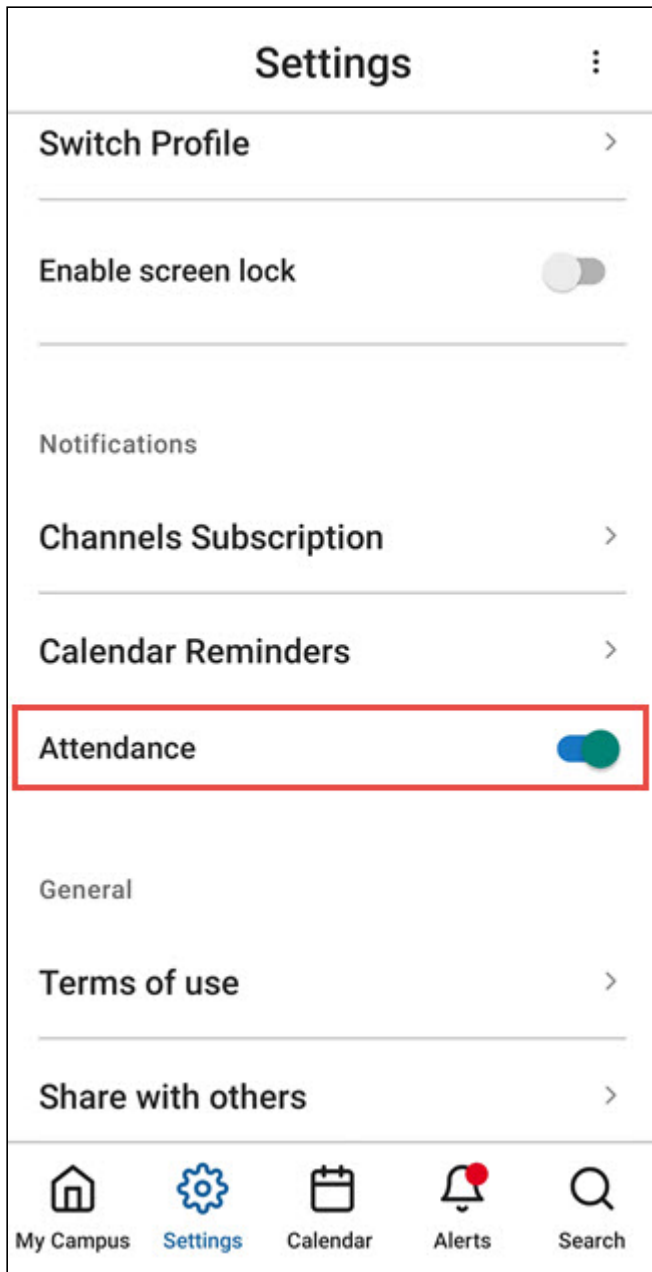 Settings
Switch Profile
Enable screen lock
Notifications
Channels Subscription
Calendar Reminders
Attendance
General
Terms of use
Share with others
My Campus Settings Calendar Alerts Search